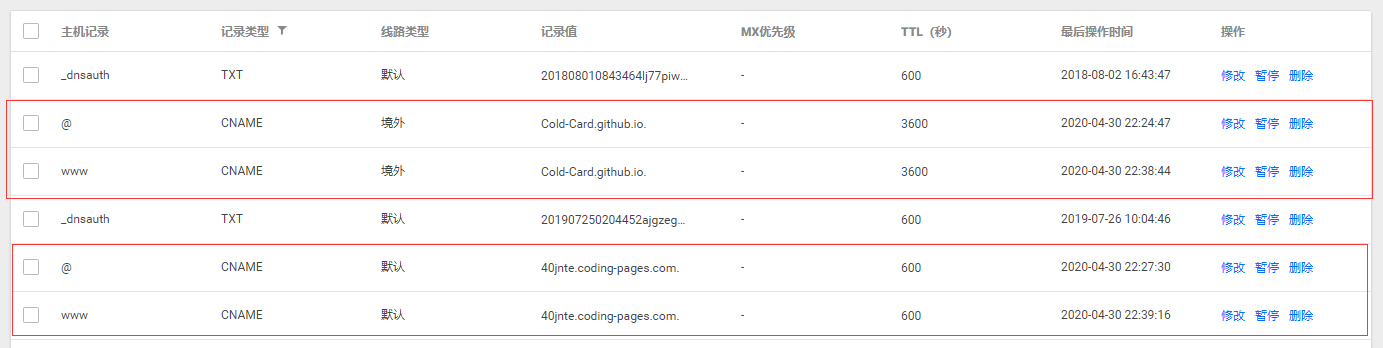 主机记录 记录类型 线路类型 记录值 MX优先级 TTL（秒） 最后操作时间 操作
_dnsauth TXT 默认 201808010843464lj77piw... - 600 2018-08-02 16:43:47 修改 暂停 删除
@ CNAME 境外 Cold-Card.github.io. - 3600 2020-04-30 22:24:47 修改 暂停 删除
www CNAME 境外 Cold-Card.github.io. - 3600 2020-04-30 22:38:44 修改 暂停 删除
_dnsauth TXT 默认 201907250204452ajgzeg... - 600 2019-07-26 10:04:46 修改 暂停 删除
@ CNAME 默认 40jnte.coding-pages.com. - 600 2020-04-30 22:27:30 修改 暂停 删除
www CNAME 默认 40jnte.coding-pages.com. - 600 2020-04-30 22:39:16 修改 暂停 删除